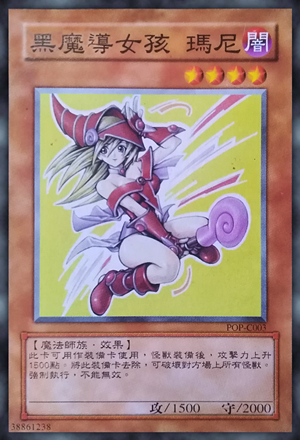 黑魔導女孩 瑪尼
闇
POP-C003
【魔法師族．效果】
此卡可用作裝備卡使用，怪獸裝備後，攻擊力上升
1500點。將此裝備卡去除，可破壞對方場上所有怪獸。
強制執行，不能無效。
攻/1500 守/2000
38861238